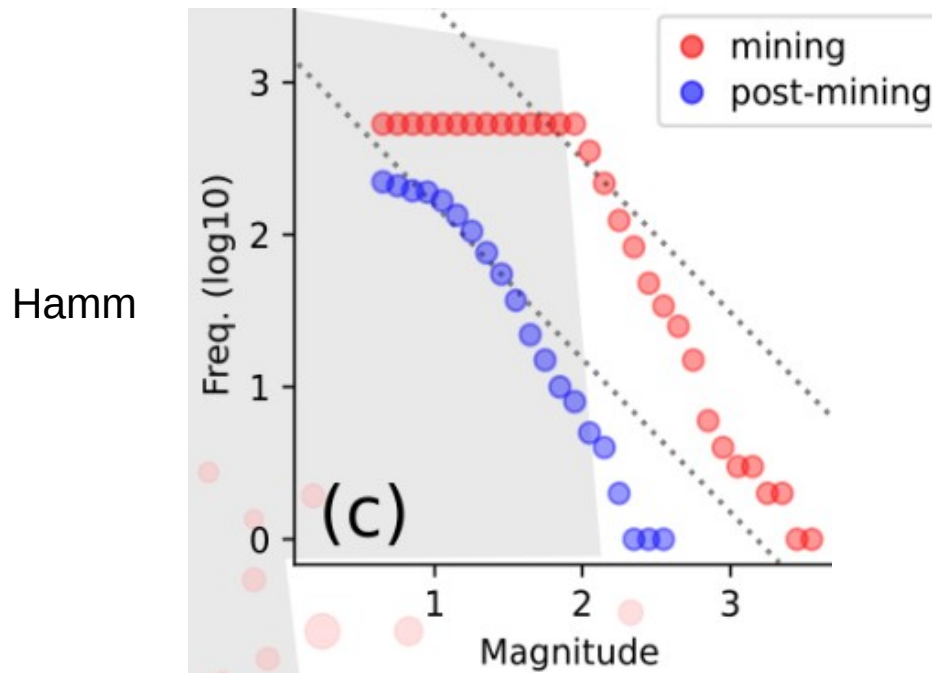 Hamm
mining
post-mining
Freq. (log10)
3
2
1
0
(c)
1 2 3
Magnitude